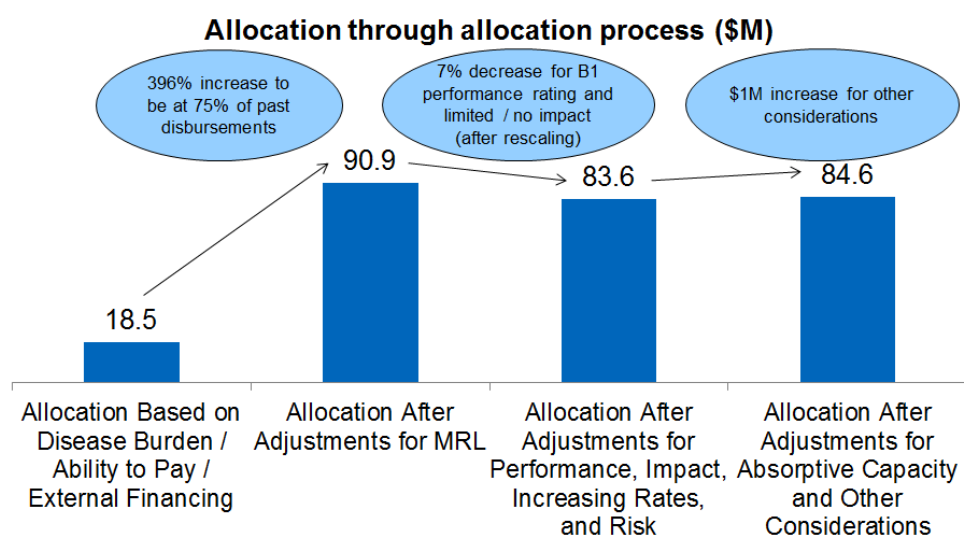 Allocation through allocation process ($M)
396% increase to
be at 75% of past
disbursements
7% decrease for B1
performance rating and
limited / no impact
(after rescaling)
$1M increase for other
considerations
18.5
90.9
83.6
84.6
Allocation Based on
Disease Burden /
Ability to Pay /
External Financing
Allocation After
Adjustments for MRL
Allocation After
Adjustments for
Performance, Impact,
Increasing Rates,
and Risk
Allocation After
Adjustments for
Absorptive Capacity
and Other
Considerations